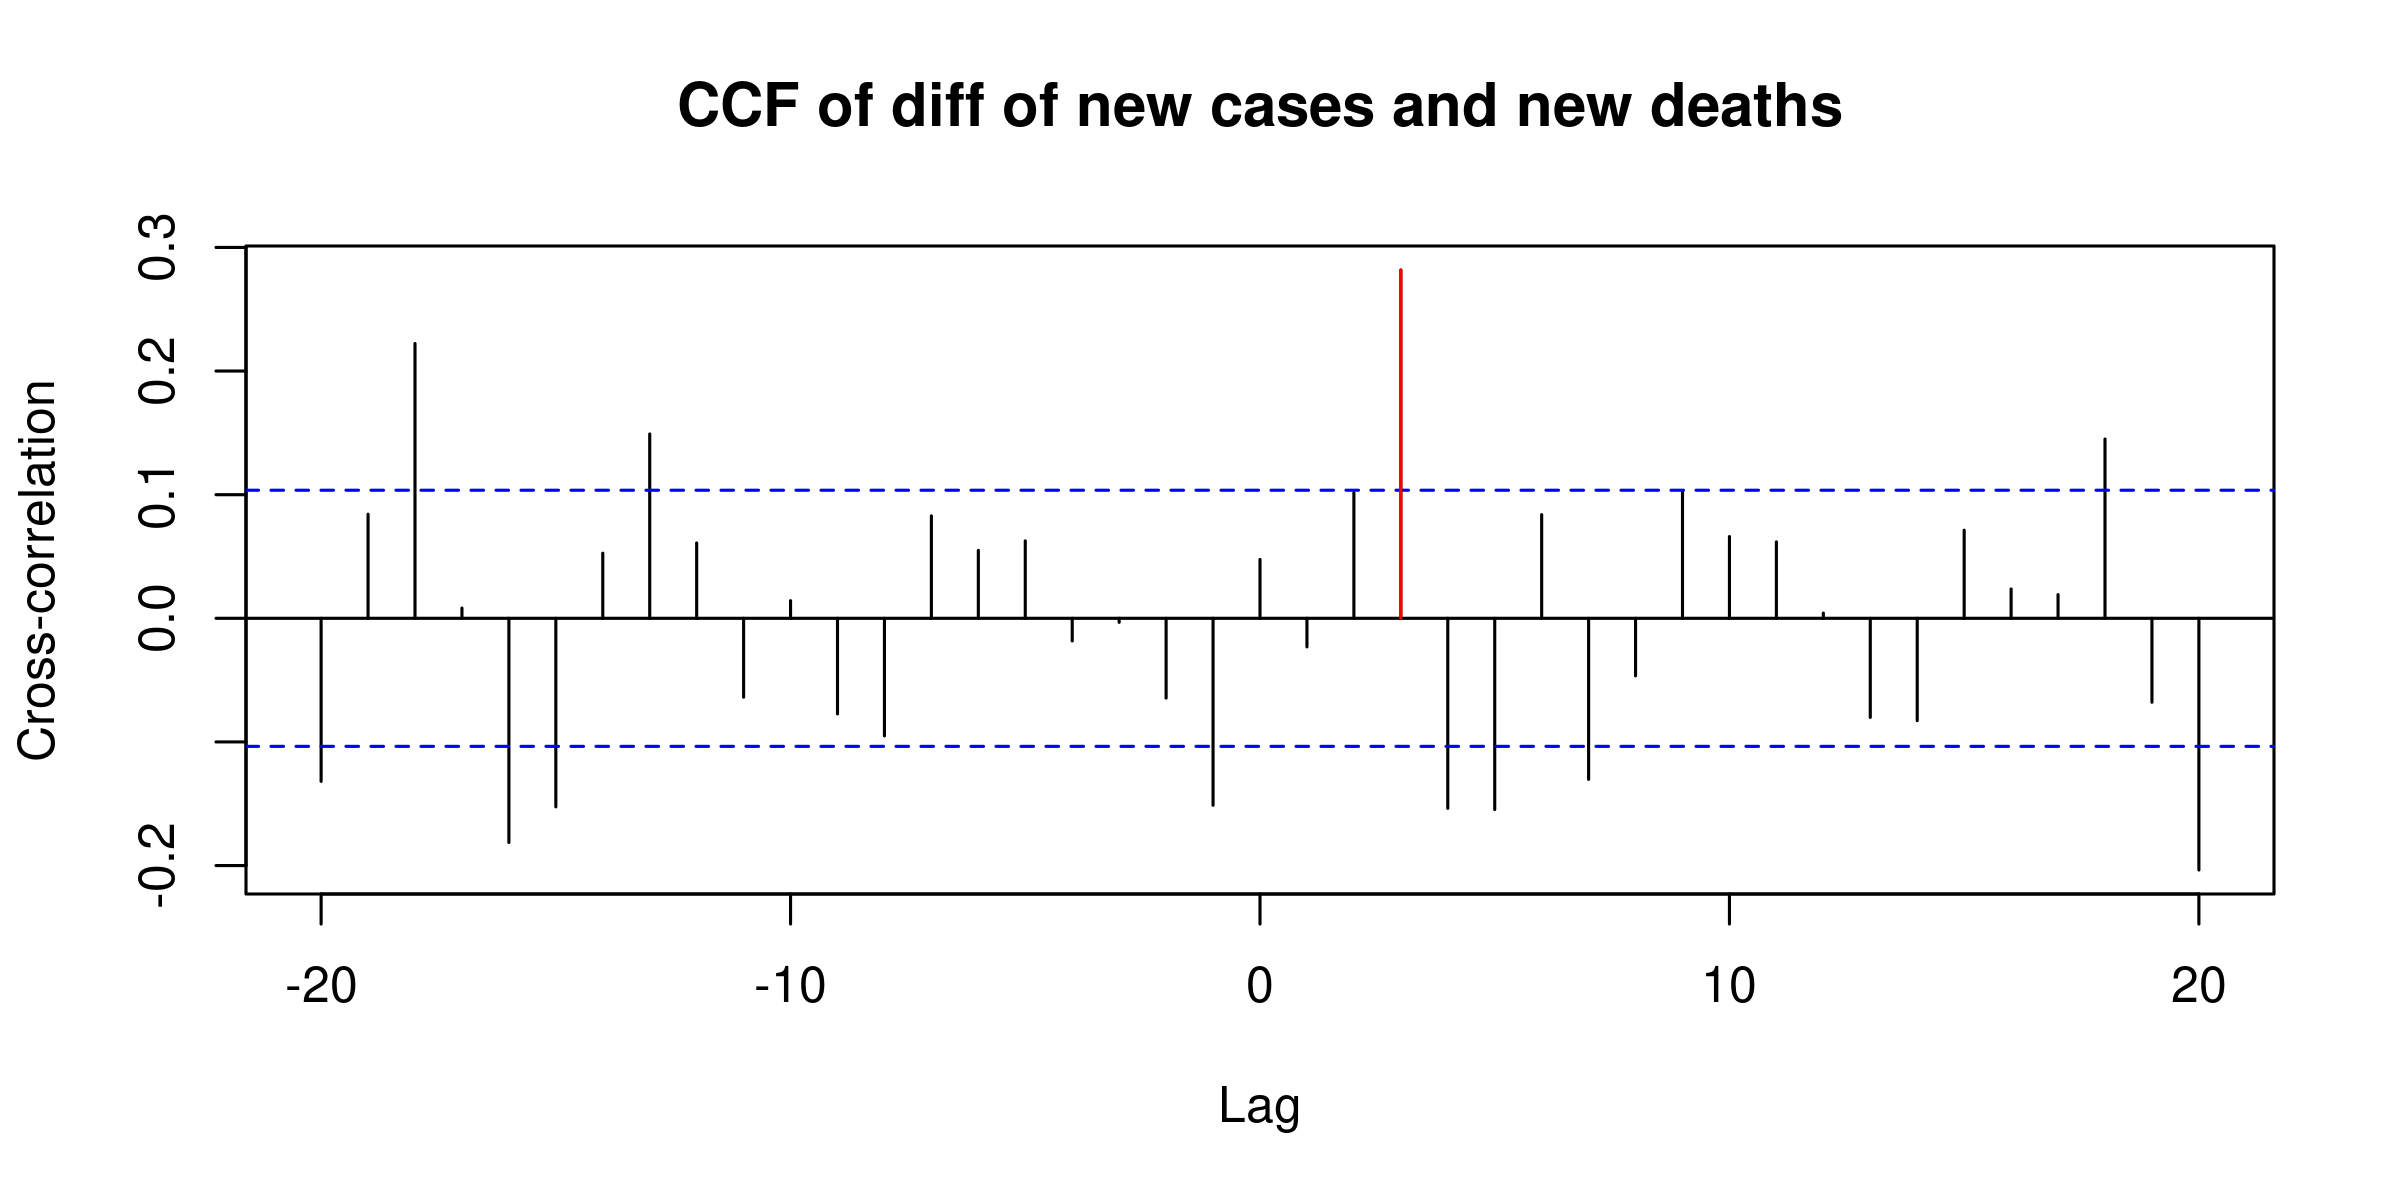 CCF of diff of new cases and new deaths
Cross-correlation
0.3
0.2
0.1
0.0
-0.2
-20 -10 0 10 20
Lag